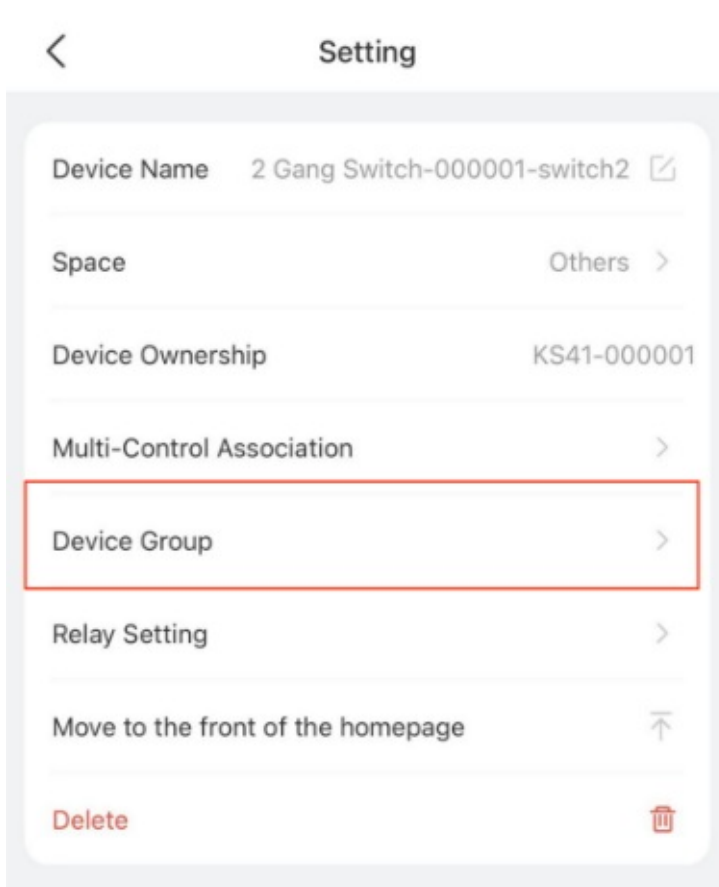 Setting
Device Name 2 Gang Switch-000001-switch2
Space Others
Device Ownership KS41-000001
Multi-Control Association
Device Group
Relay Setting
Move to the front of the homepage
Delete